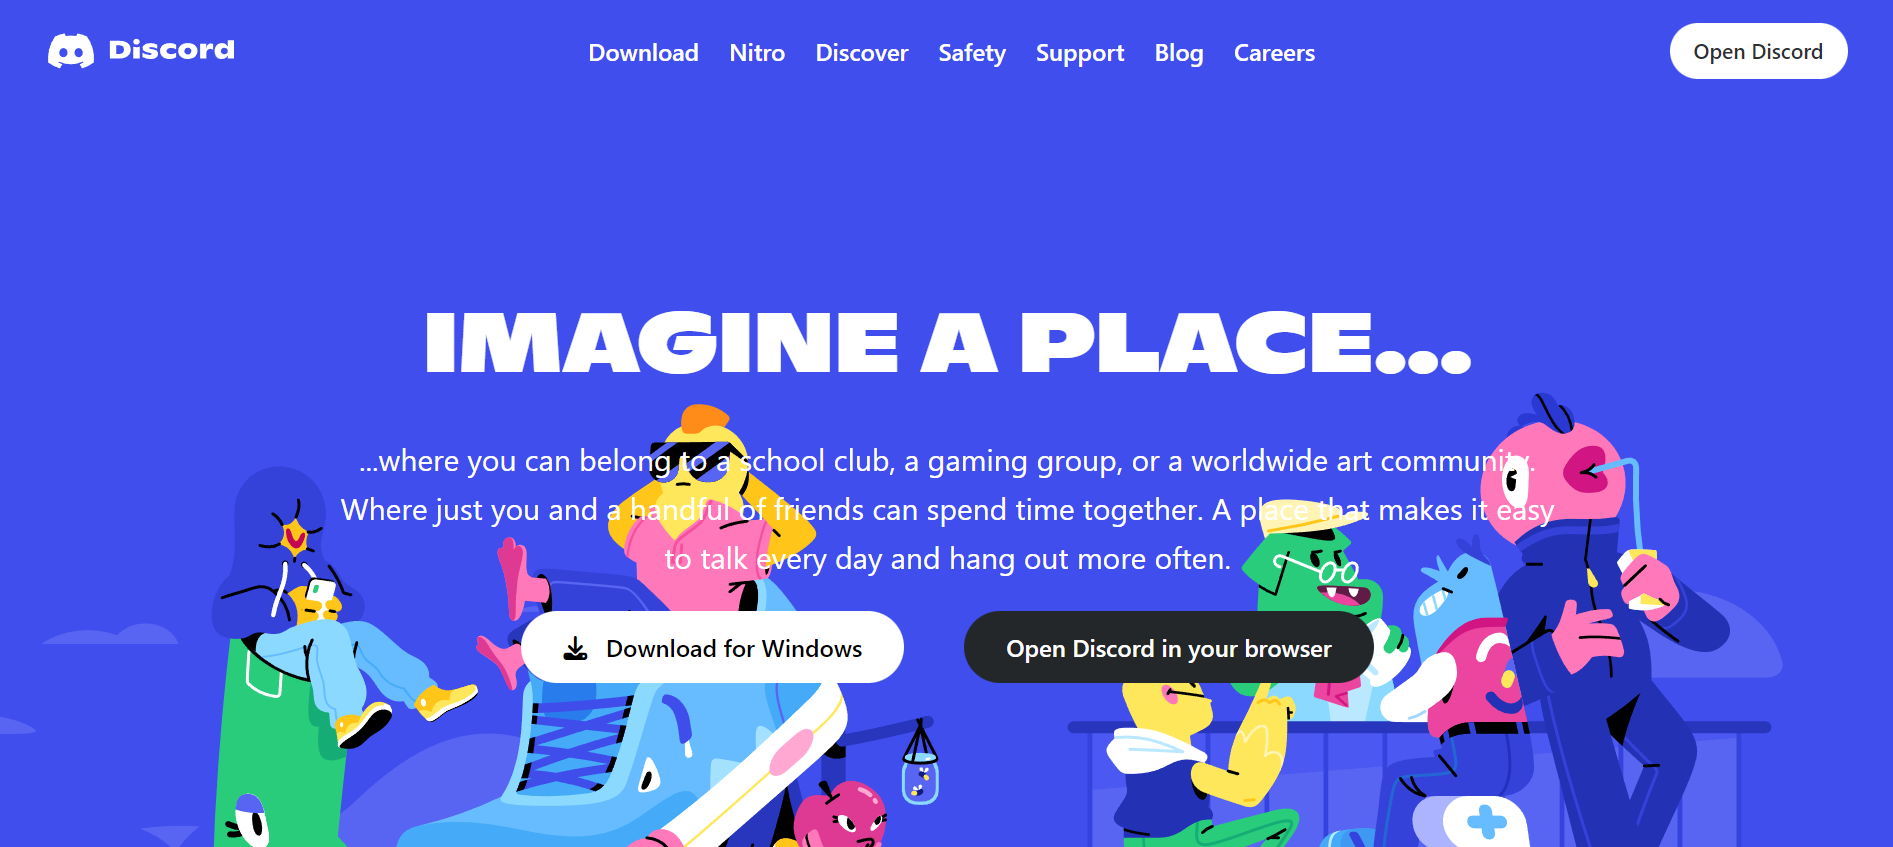 Discord
Download Nitro Discover Safety Support Blog Careers
Open Discord
IMAGINE A PLACE...
...where you can belong to a school club, a gaming group, or a worldwide art community.
Where just you and a handful of friends can spend time together. A place that makes it easy
to talk every day and hang out more often.
Download for Windows
Open Discord in your browser